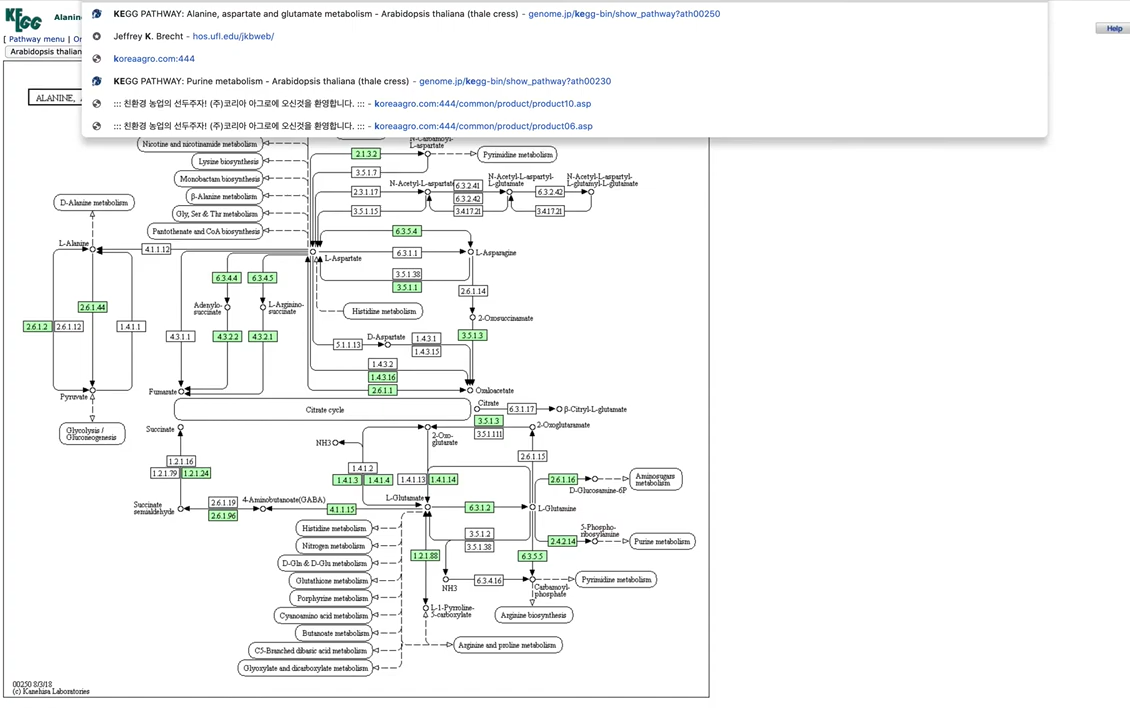 KEGG
Alanin
KEGG PATHWAY: Alanine, aspartate and glutamate metabolism - Arabidopsis thaliana (thale cress) - genome.jp/kegg-bin/show_pathway?ath00250
Jeffrey K. Brecht - hos.ufl.edu/jkbweb/
koreaagro.com:444
KEGG PATHWAY: Purine metabolism - Arabidopsis thaliana (thale cress) - genome.jp/kegg-bin/show_pathway?ath00230
::: 친환경 농업의 선두주자! (주)코리아 아그로에 오신것을 환영합니다. ::: - koreaagro.com:444/common/product/product10.asp
::: 친환경 농업의 선두주자! (주)코리아 아그로에 오신것을 환영합니다. ::: - koreaagro.com:444/common/product/product06.asp
Help
[ Pathway menu | Or
Arabidopsis thalian
ALANINE,
Nicotine and nicotinamide metabolism
Lysine biosynthesis
Monobactam biosynthesis
β-Alanine metabolism
Gly, Ser & Thr metabolism
Pantothenate and CoA biosynthesis
2.1.3.2
N-Carbamoyl-
L-aspartate
Pyrimidine metabolism
3.5.1.7
2.3.1.17
N-Acetyl-L-aspartate
6.3.2.41
6.3.2.42
N-Acetyl-L-aspartyl-
L-glutamate
6.3.2.42
N-Acetyl-L-aspartyl-
L-glutamyl-L-glutamate
3.5.1.15
3.4.17.21
3.4.17.21
D-Alanine metabolism
L-Alanine
4.1.1.12
L-Aspartate
6.3.5.4
6.3.1.1
L-Asparagine
3.5.1.38
3.5.1.1
2.6.1.14
6.3.4.4
6.3.4.5
Adenylo-
succinate
L-Arginino-
succinate
Histidine metabolism
2-Oxosuccinamate
2.6.1.44
2.6.1.2
2.6.1.12
1.4.1.1
4.3.1.1
4.3.2.2
4.3.2.1
5.1.1.13
D-Aspartate
1.4.3.1
1.4.3.15
3.5.1.3
1.4.3.2
1.4.3.16
2.6.1.1
Pyruvate
Fumarate
Oxaloacetate
Citrate cycle
Citrate
6.3.1.17
β-Citryl-L-glutamate
Glycolysis /
Gluconeogenesis
Succinate
NH3
2-Oxo-
glutarate
3.5.1.3
3.5.1.111
2-Oxoglutaramate
1.2.1.16
1.2.1.79
1.2.1.24
1.4.1.2
1.4.1.3
1.4.1.4
1.4.1.13
1.4.1.14
2.6.1.15
2.6.1.16
D-Glucosamine-6P
Aminosugars
metabolism
Succinate
semialdehyde
2.6.1.19
2.6.1.96
4-Aminobutanoate(GABA)
4.1.1.15
L-Glutamate
6.3.1.2
L-Glutamine
Histidine metabolism
Nitrogen metabolism
D-Gln & D-Glu metabolism
Glutathione metabolism
Porphyrine metabolism
Cyanoamino acid metabolism
Butanoate metabolism
C5-Branched dibasic acid metabolism
Glyoxylate and dicarboxylate metabolism
3.5.1.2
3.5.1.38
1.2.1.88
2.4.2.14
5-Phospho-
ribosylamine
Purine metabolism
6.3.5.5
NH3
6.3.4.16
Carbamoyl-
phosphate
Pyrimidine metabolism
L-1-Pyrroline-
5-carboxylate
Arginine biosynthesis
Arginine and proline metabolism
00250 8/3/18
(c) Kanehisa Laboratories